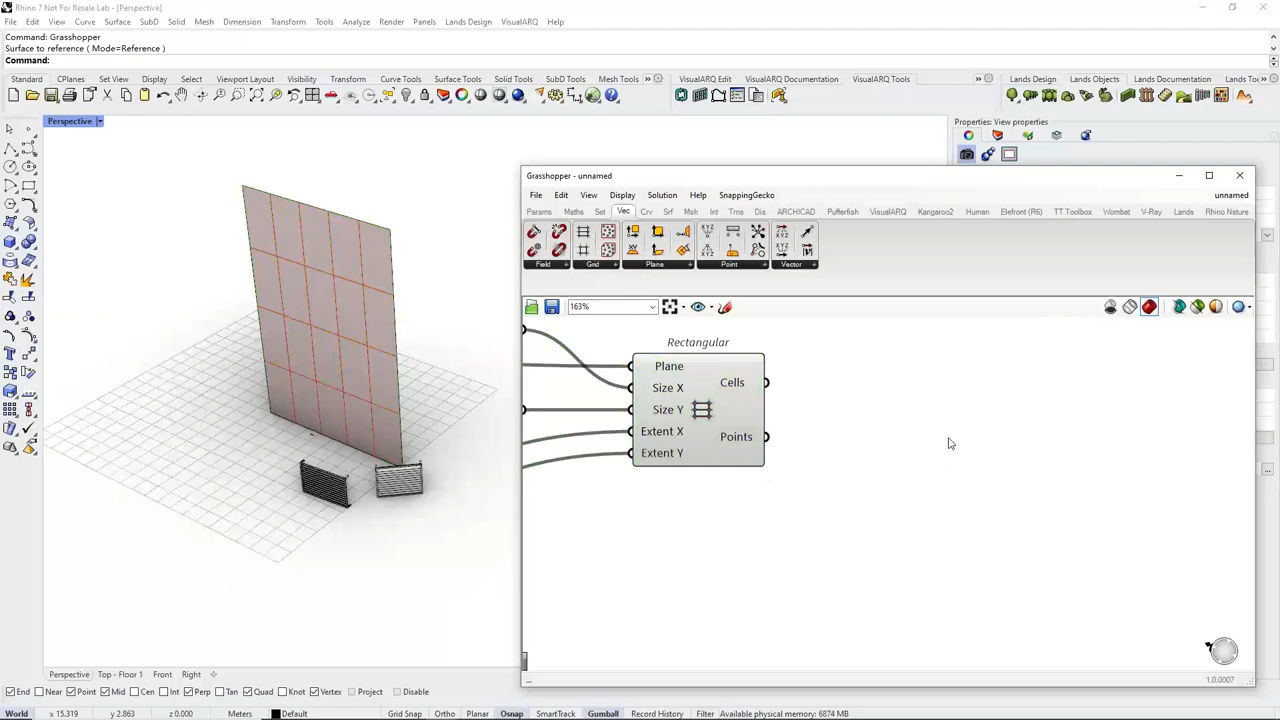 Rhino 7 Not For Resale Lab - [Perspective]
File Edit View Curve Surface SubD Solid Mesh Dimension Transform Tools Analyze Render Panels Lands Design VisualARQ Help
Command: Grasshopper
Surface to reference ( Mode=Reference )
Command:
Standard CPlanes Set View Display Select Viewport Layout Visibility Transform Curve Tools Surface Tools Solid Tools SubD Tools Mesh Tools » VisualARQ Edit VisualARQ Documentation VisualARQ Tools » Lands Design Lands Objects Lands Documentation Lands To
Perspective
Properties: View properties
Grasshopper - unnamed
File Edit View Display Solution Help SnappingGecko unnamed
Params Maths Set Vec Crv Srf Msh Int Trns Dis ARCHICAD Pufferfish VisualARQ Kangaroo2 Human Elefront (R6) TT Toolbox Wombat V-Ray Lands Rhino Nature
Field Grid Plane Point Vector
163%
Rectangular
Plane
Size X
Size Y
Extent X
Extent Y
Cells
Points
1.0.0007
Perspective Top - Floor 1 Front Right
End Near Point Mid Cen Int Perp Tan Quad Knot Vertex Project Disable
World x 15.319 y 2.863 z 0.000 Meters Default Grid Snap Ortho Planar Osnap SmartTrack Gumball Record History Filter Available physical memory: 6874 MB